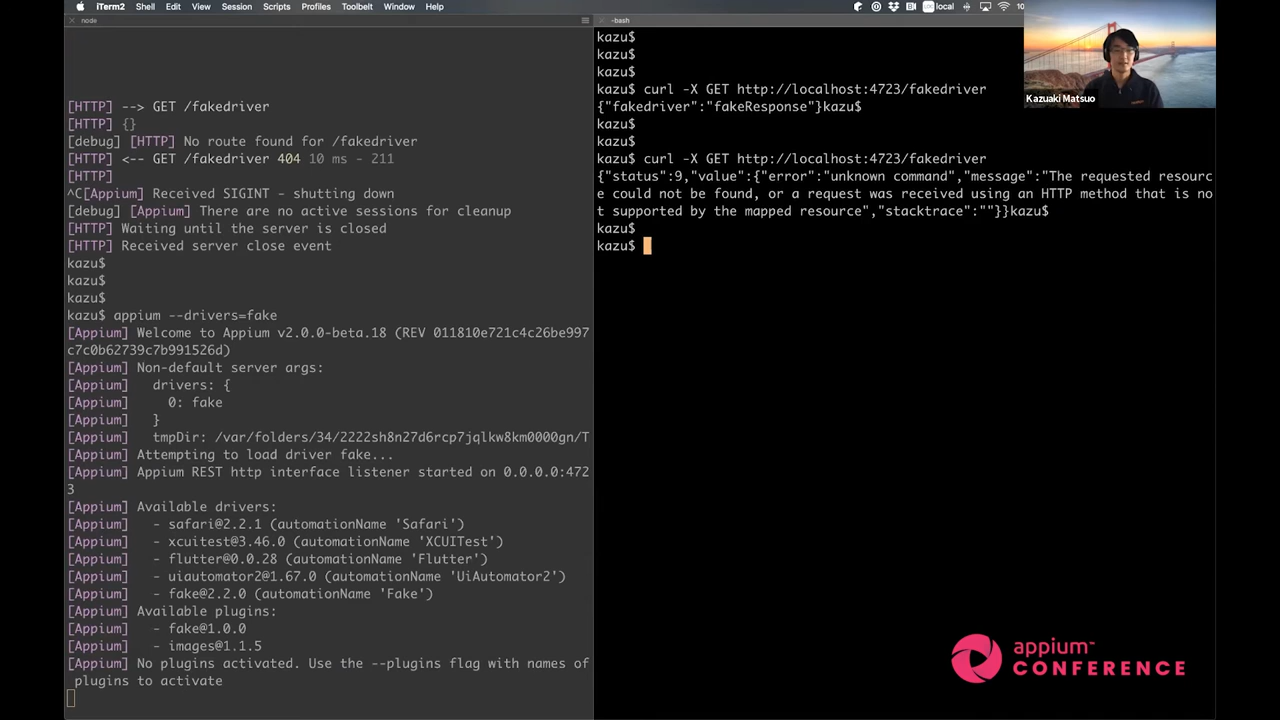 iTerm2 Shell Edit View Session Scripts Profiles Toolbelt Window Help
local
node
[HTTP] --> GET /fakedriver
[HTTP] {}
[debug] [HTTP] No route found for /fakedriver
[HTTP] <-- GET /fakedriver 404 10 ms - 211
[HTTP]
^C[Appium] Received SIGINT - shutting down
[debug] [Appium] There are no active sessions for cleanup
[HTTP] Waiting until the server is closed
[HTTP] Received server close event
kazu$
kazu$
kazu$
kazu$ appium --drivers=fake
[Appium] Welcome to Appium v2.0.0-beta.18 (REV 011810e721c4c26be997
c7c0b62739c7b991526d)
[Appium] Non-default server args:
[Appium]   drivers: {
[Appium]     0: fake
[Appium]   }
[Appium]   tmpDir: /var/folders/34/2222sh8n27d6rcp7jqlkw8km0000gn/T
[Appium] Attempting to load driver fake...
[Appium] Appium REST http interface listener started on 0.0.0.0:472
3
[Appium] Available drivers:
[Appium]   - safari@2.2.1 (automationName 'Safari')
[Appium]   - xcuitest@3.46.0 (automationName 'XCUITest')
[Appium]   - flutter@0.0.28 (automationName 'Flutter')
[Appium]   - uiautomator2@1.67.0 (automationName 'UiAutomator2')
[Appium]   - fake@2.2.0 (automationName 'Fake')
[Appium] Available plugins:
[Appium]   - fake@1.0.0
[Appium]   - images@1.1.5
[Appium] No plugins activated. Use the --plugins flag with names of
plugins to activate
-bash
kazu$
kazu$
kazu$
kazu$ curl -X GET http://localhost:4723/fakedriver
{"fakedriver":"fakeResponse"}kazu$
kazu$
kazu$
kazu$ curl -X GET http://localhost:4723/fakedriver
{"status":9,"value":{"error":"unknown command","message":"The requested resourc
e could not be found, or a request was received using an HTTP method that is no
t supported by the mapped resource","stacktrace":""}}kazu$
kazu$
kazu$
Kazuaki Matsuo
appium™
CONFERENCE